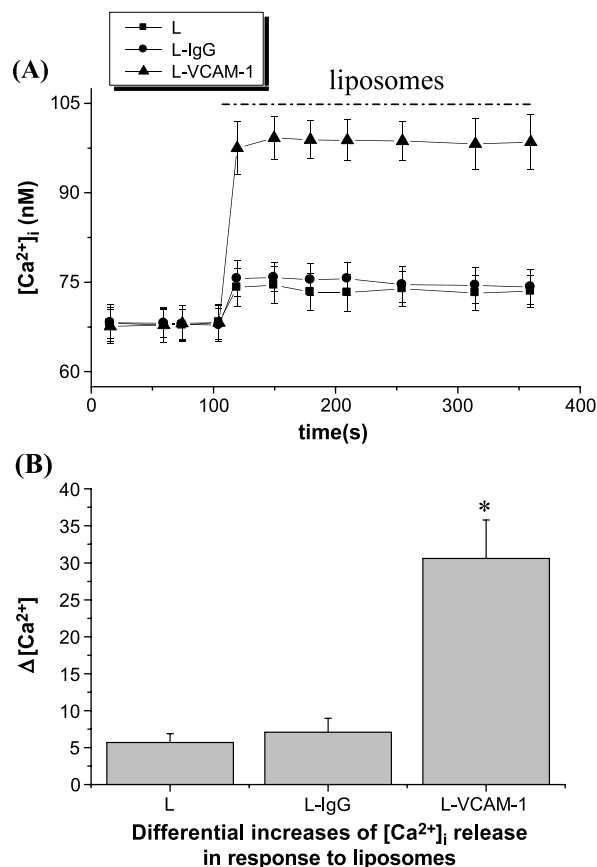 L
L-IgG
L-VCAM-1
(A)
liposomes
105
90
75
60
[Ca²⁺]ᵢ (nM)
0 100 200 300 400
time(s)
(B)
40
35
30
25
20
15
10
5
0
Δ [Ca²⁺]
*
L L-IgG L-VCAM-1
Differential increases of [Ca²⁺]ᵢ release
in response to liposomes